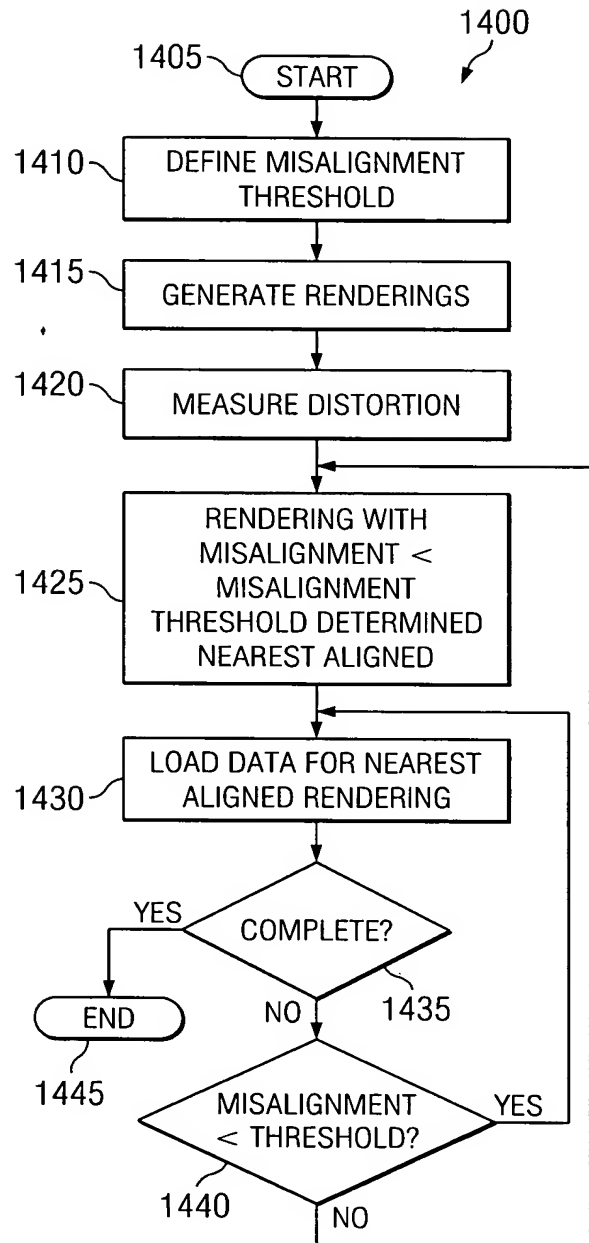 1400
1405
START
1410
DEFINE MISALIGNMENT
THRESHOLD
1415
GENERATE RENDERINGS
1420
MEASURE DISTORTION
1425
RENDERING WITH
MISALIGNMENT <
MISALIGNMENT
THRESHOLD DETERMINED
NEAREST ALIGNED
1430
LOAD DATA FOR NEAREST
ALIGNED RENDERING
YES
COMPLETE?
1435
END
NO
1445
MISALIGNMENT
< THRESHOLD?
YES
1440
NO